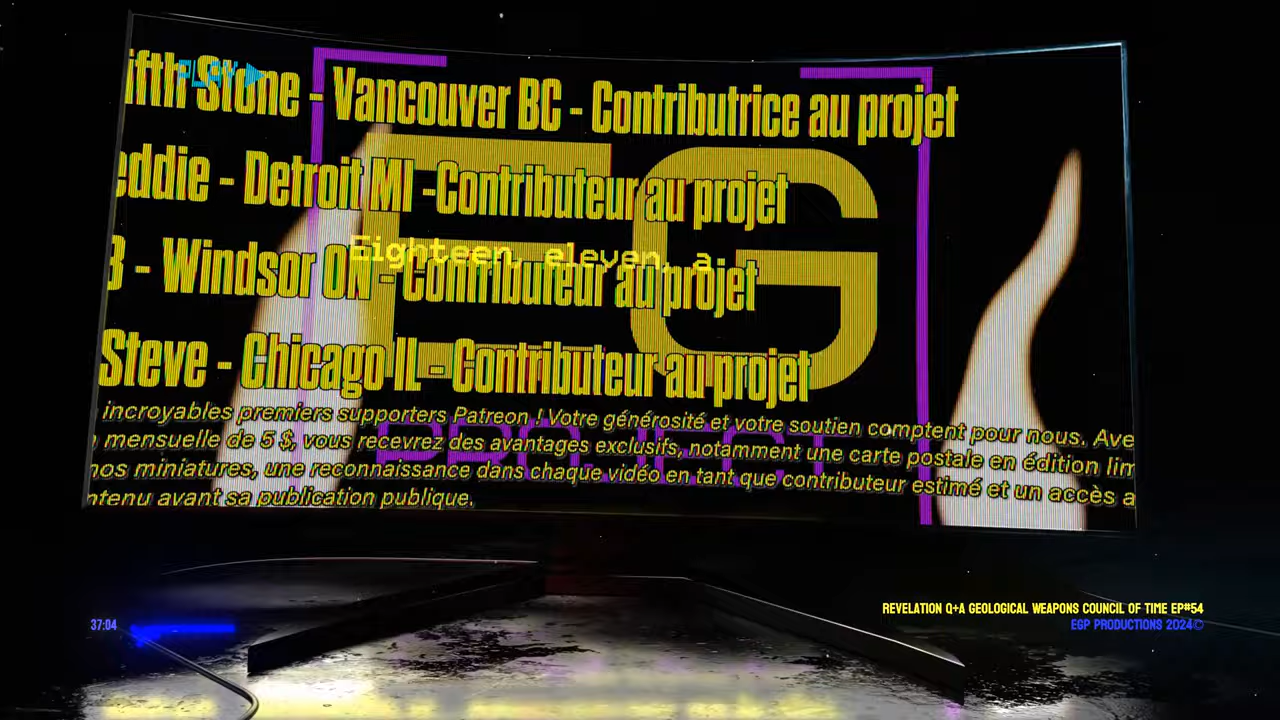 PLAY
ifth Stone - Vancouver BC - Contributrice au projet
eddie - Detroit MI -Contributeur au projet
Eighteen, eleven, a
B - Windsor ON - Contributeur au projet
Steve - Chicago IL - Contributeur au projet
EG
PROJECT
incroyables premiers supporters Patreon ! Votre générosité et votre soutien comptent pour nous. Ave
mensuelle de 5 $, vous recevrez des avantages exclusifs, notamment une carte postale en édition lim
nos miniatures, une reconnaissance dans chaque vidéo en tant que contributeur estimé et un accès a
ntenu avant sa publication publique.
37:04
REVELATION Q+A GEOLOGICAL WEAPONS COUNCIL OF TIME EP#54
EGP PRODUCTIONS 2024©